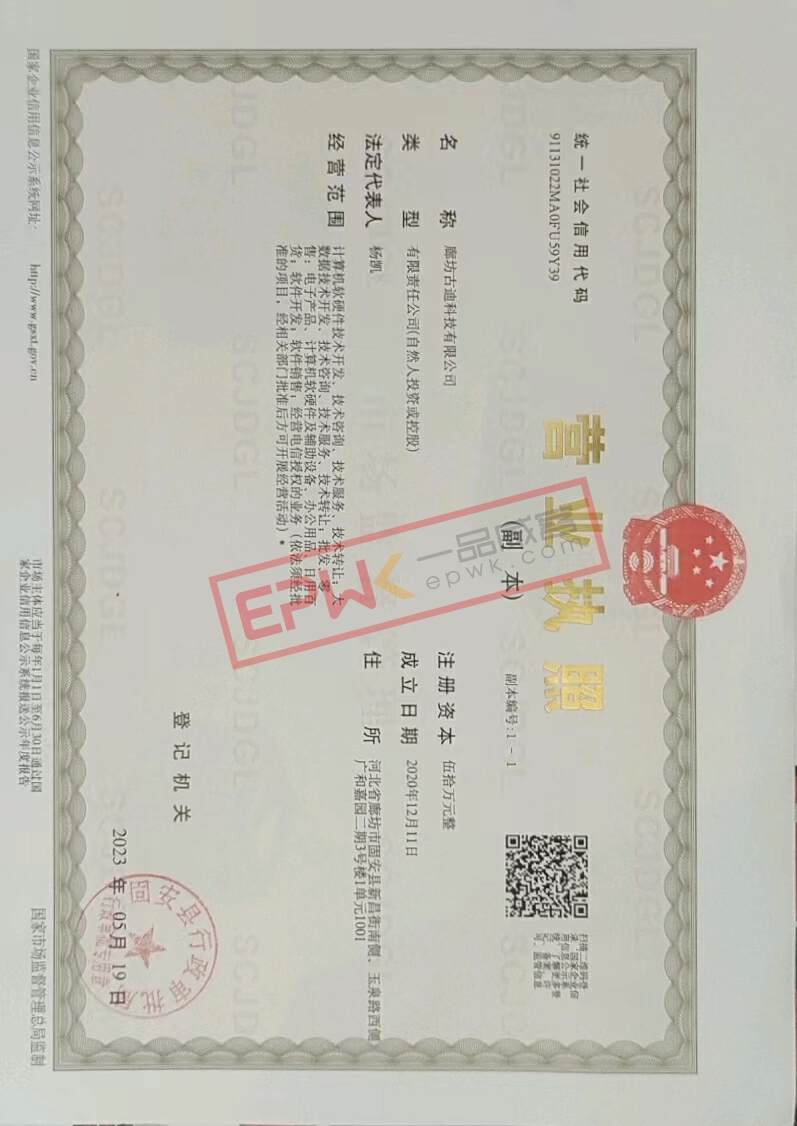 统一社会信用代码
91131022MA0FU59Y39
营业执照
(副 本)
副本编号:1-1
扫描二维码登
录‘国家企业信
用信息公示系
统’了解更多登
记、备案、许
可、监管信息
名称 廊坊古迪科技有限公司
类型 有限责任公司(自然人投资或控股)
法定代表人 杨凯
经营范围 计算机软硬件技术开发、技术咨询、技术服务、技术转让;大
数据技术开发、技术咨询、技术服务、技术转让;批发、零
售:电子产品、计算机软硬件及辅助设备、办公用品、日用百
货;软件开发;软件销售;经营电信授权的业务(依法须经批
准的项目,经相关部门批准后方可开展经营活动)*
注册资本 伍拾万元整
成立日期 2020年12月11日
住所 河北省廊坊市固安县新昌街南侧、玉泉路西侧
广和嘉园二期3号楼1单元1001
登记机关
固安县行政审批局
2023 年 05月 19日
国家企业信用信息公示系统网址: http://www.gsxt.gov.cn
市场主体应当于每年1月1日至6月30日通过国
家企业信用信息公示系统报送公示年度报告
国家市场监督管理总局监制
EPWK 一品威客
epwk.com